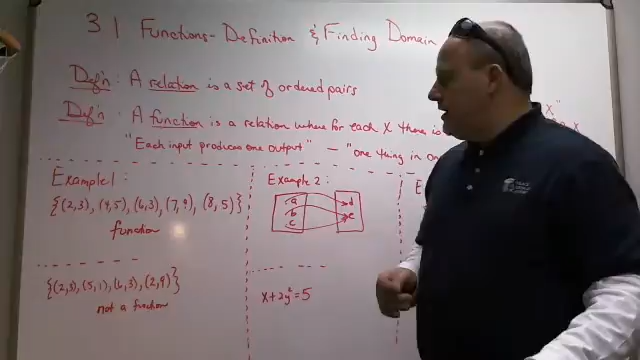 3 1 Functions - Definition & Finding Domain
Def'n: A relation is a set of ordered pairs
Def'n: A function is a relation where for each X there is
"Each input produces one output" - "one thing in on
X"
X
Example 1:
{(2,3), (4,5), (6,3), (7,9), (8,5)}
function
{(2,3), (5,1), (6,3), (2,9)}
not a function
Example 2:
a
b
c
d
e
x+2y²=5
E